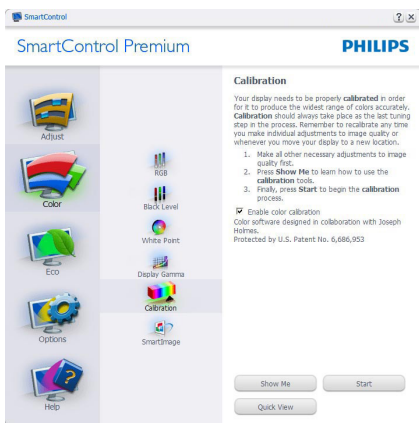 SmartControl
? X
SmartControl Premium
PHILIPS
Adjust
Color
Eco
Options
Help
RGB
Black Level
White Point
Display Gamma
Calibration
SmartImage
Calibration
Your display needs to be properly calibrated in order
for it to produce the widest range of colors accurately.
Calibration should always take place as the last tuning
step in the process. Remember to recalibrate any time
you make individual adjustments to image quality or
whenever you move your display to a new location.
1. Make all other necessary adjustments to image
quality first.
2. Press Show Me to learn how to use the
calibration tools.
3. Finally, press Start to begin the calibration
process.
Enable color calibration
Color software designed in collaboration with Joseph
Holmes.
Protected by U.S. Patent No. 6,686,953
Show Me
Start
Quick View